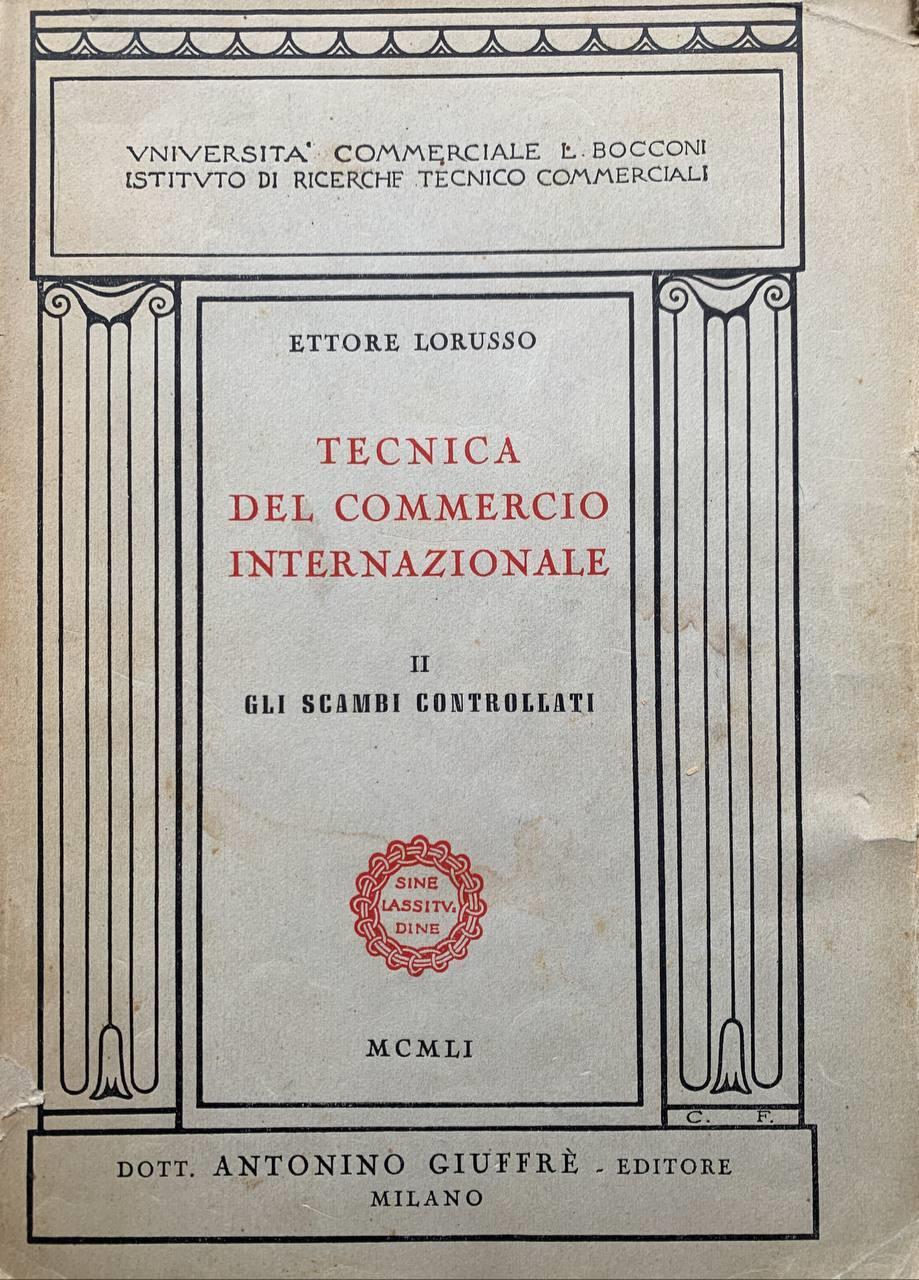 VNIVERSITA' COMMERCIALE L. BOCCONI
ISTITVTO DI RICERCHE TECNICO COMMERCIALI
ETTORE LORUSSO
TECNICA
DEL COMMERCIO
INTERNAZIONALE
II
GLI SCAMBI CONTROLLATI
SINE
LASSITV:
DINE
MCMLI
C. F.
DOTT. ANTONINO GIUFFRÈ - EDITORE
MILANO